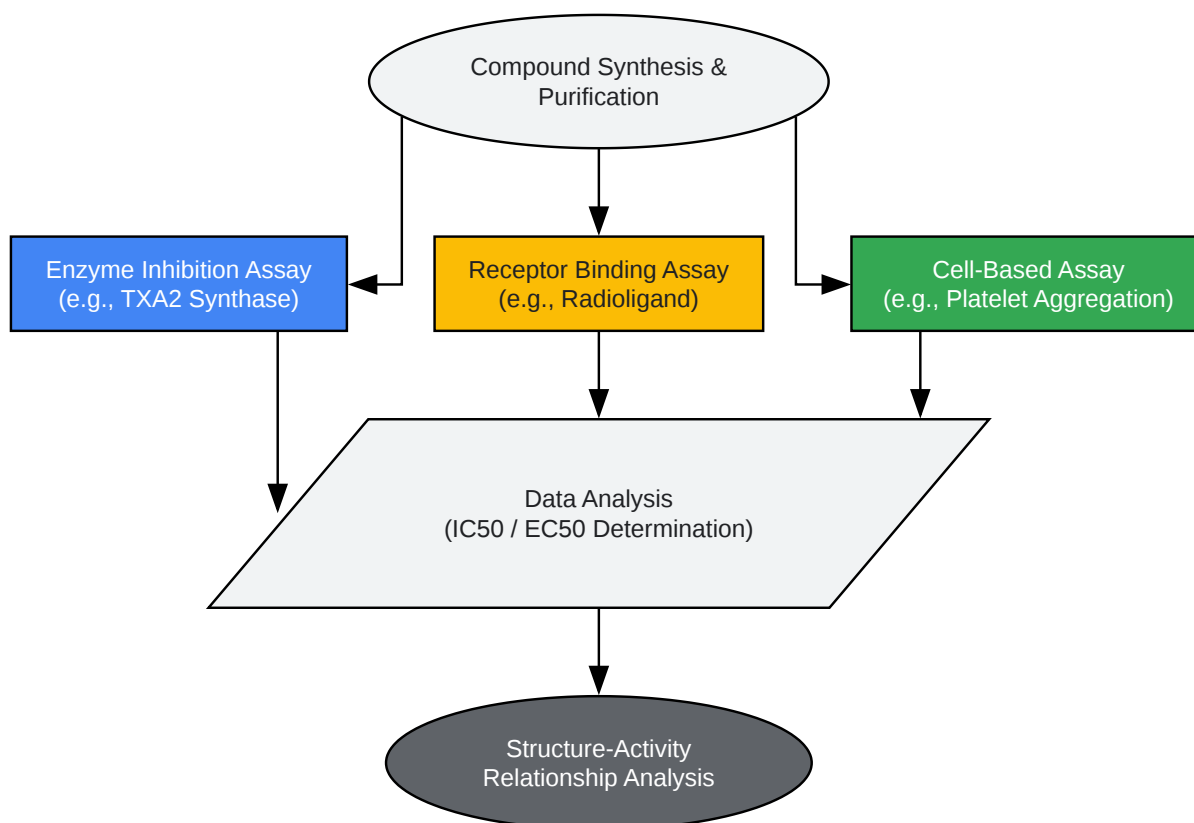 Compound Synthesis &
Purification
Enzyme Inhibition Assay
(e.g., TXA2 Synthase)
Receptor Binding Assay
(e.g., Radioligand)
Cell-Based Assay
(e.g., Platelet Aggregation)
Data Analysis
(IC50 / EC50 Determination)
Structure-Activity
Relationship Analysis